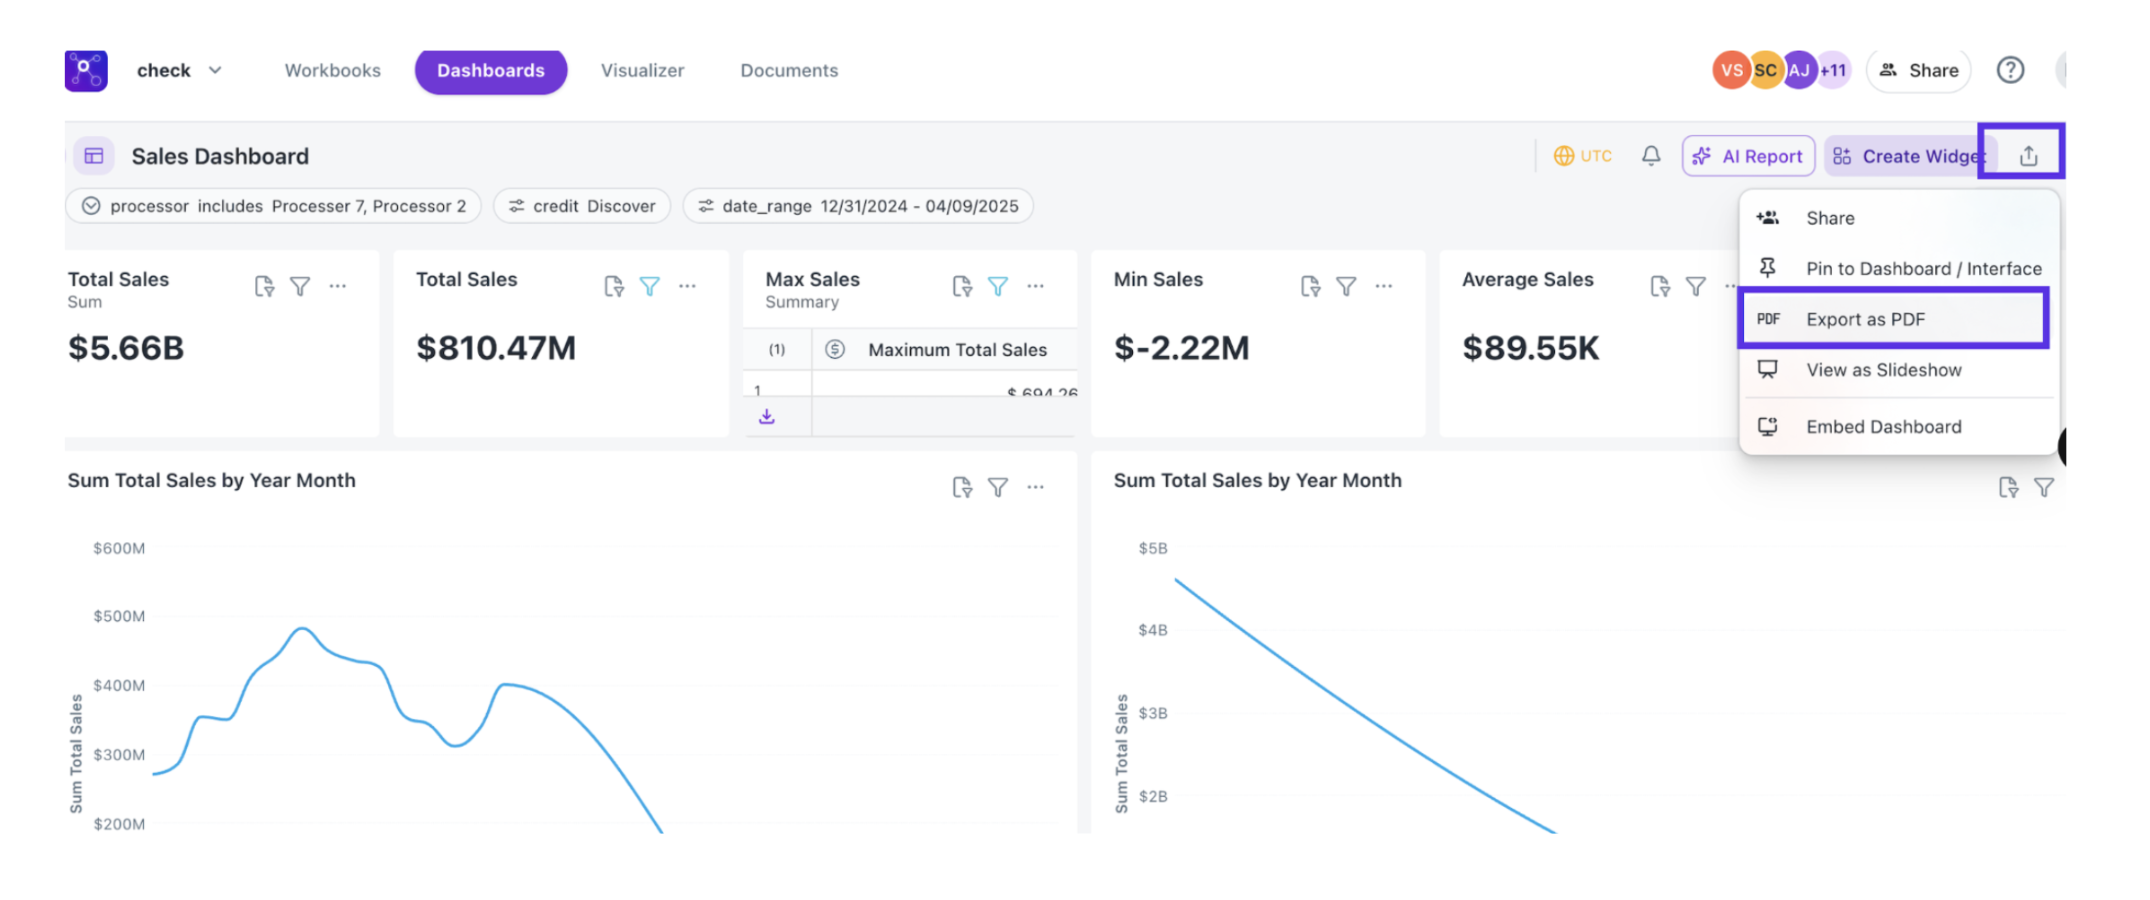 check
Workbooks
Dashboards
Visualizer
Documents
VS SC AJ +11
Share
Sales Dashboard
UTC
AI Report
Create Widge
processor includes Processer 7, Processor 2
credit Discover
date_range 12/31/2024 - 04/09/2025
Share
Pin to Dashboard / Interface
PDF Export as PDF
View as Slideshow
Embed Dashboard
Total Sales
Sum
$5.66B
Total Sales
$810.47M
Max Sales
Summary
(1) Maximum Total Sales
1 $ 694.26
Min Sales
$-2.22M
Average Sales
$89.55K
Sum Total Sales by Year Month
$600M
$500M
$400M
$300M
$200M
Sum Total Sales
Sum Total Sales by Year Month
$5B
$4B
$3B
$2B
Sum Total Sales